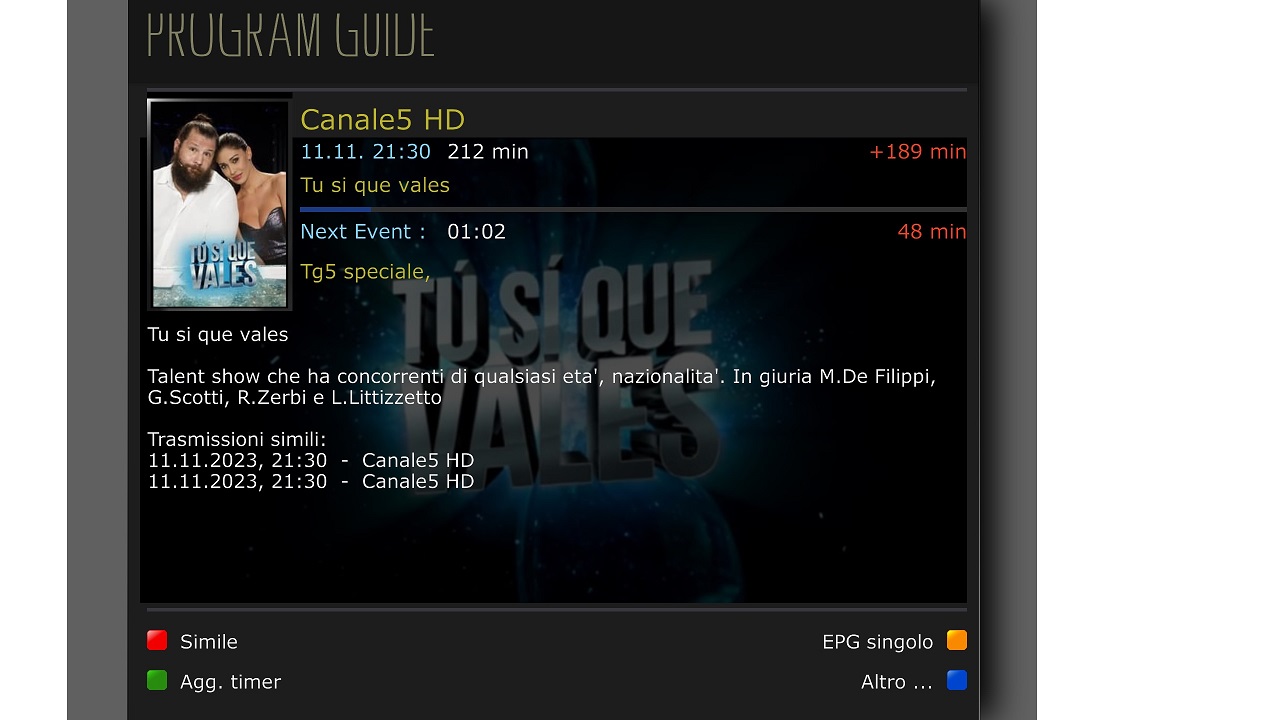 PROGRAM GUIDE
Canale5 HD
11.11. 21:30 212 min +189 min
Tu si que vales
Next Event : 01:02 48 min
Tg5 speciale,
TÚ SÍ QUE
VALES
TÚ SÍ QUE
VALES
Tu si que vales
Talent show che ha concorrenti di qualsiasi eta', nazionalita'. In giuria M.De Filippi,
G.Scotti, R.Zerbi e L.Littizzetto
Trasmissioni simili:
11.11.2023, 21:30 - Canale5 HD
11.11.2023, 21:30 - Canale5 HD
Simile EPG singolo
Agg. timer Altro ...